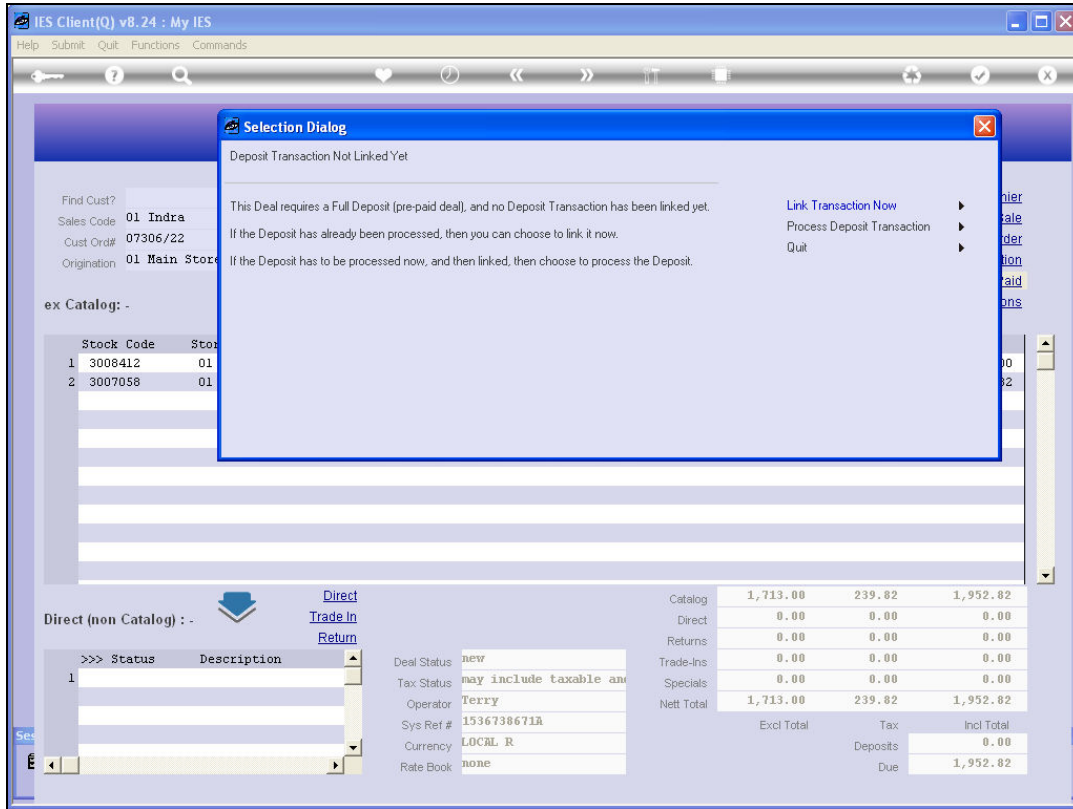 IES Client(Q) v8.24 : My IES
Help Submit Quit Functions Commands
Selection Dialog
Deposit Transaction Not Linked Yet
This Deal requires a Full Deposit (pre-paid deal), and no Deposit Transaction has been linked yet.
If the Deposit has already been processed, then you can choose to link it now.
If the Deposit has to be processed now, and then linked, then choose to process the Deposit.
Link Transaction Now
Process Deposit Transaction
Quit
Find Cust?
Sales Code 01 Indra
Cust Ord# 07306/22
Origination 01 Main Store
ex Catalog: -
Stock Code
1 3008412 01
2 3007058 01
Direct (non Catalog) : -
Direct
Trade In
Return
>>> Status Description
1
Deal Status new
Tax Status may include taxable
Operator Terry
Sys Ref # 1536738671A
Currency LOCAL R
Rate Book none
Catalog 1,713.00 239.82 1,952.82
Direct 0.00 0.00 0.00
Returns 0.00 0.00 0.00
Trade-Ins 0.00 0.00 0.00
Specials 0.00 0.00 0.00
Nett Total 1,713.00 239.82 1,952.82
Excl Total Tax Incl Total
Deposits 0.00
Due 1,952.82